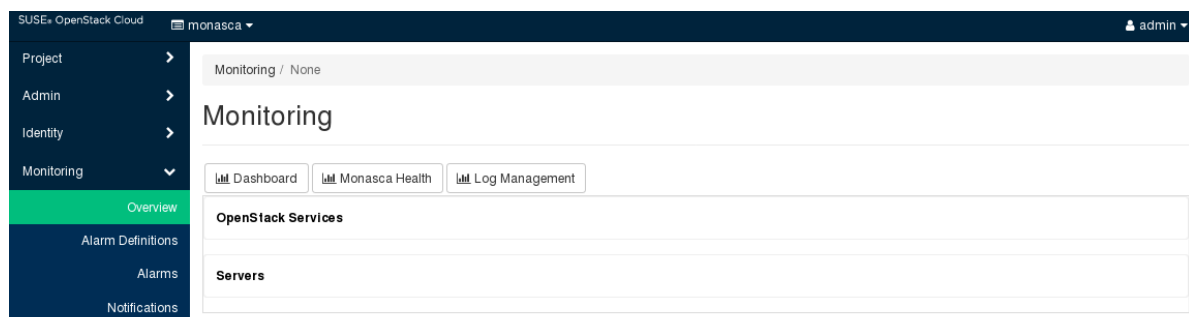 SUSE® OpenStack Cloud
monasca
admin
Project
Admin
Identity
Monitoring
Overview
Alarm Definitions
Alarms
Notifications
Monitoring / None
Monitoring
Dashboard
Monasca Health
Log Management
OpenStack Services
Servers